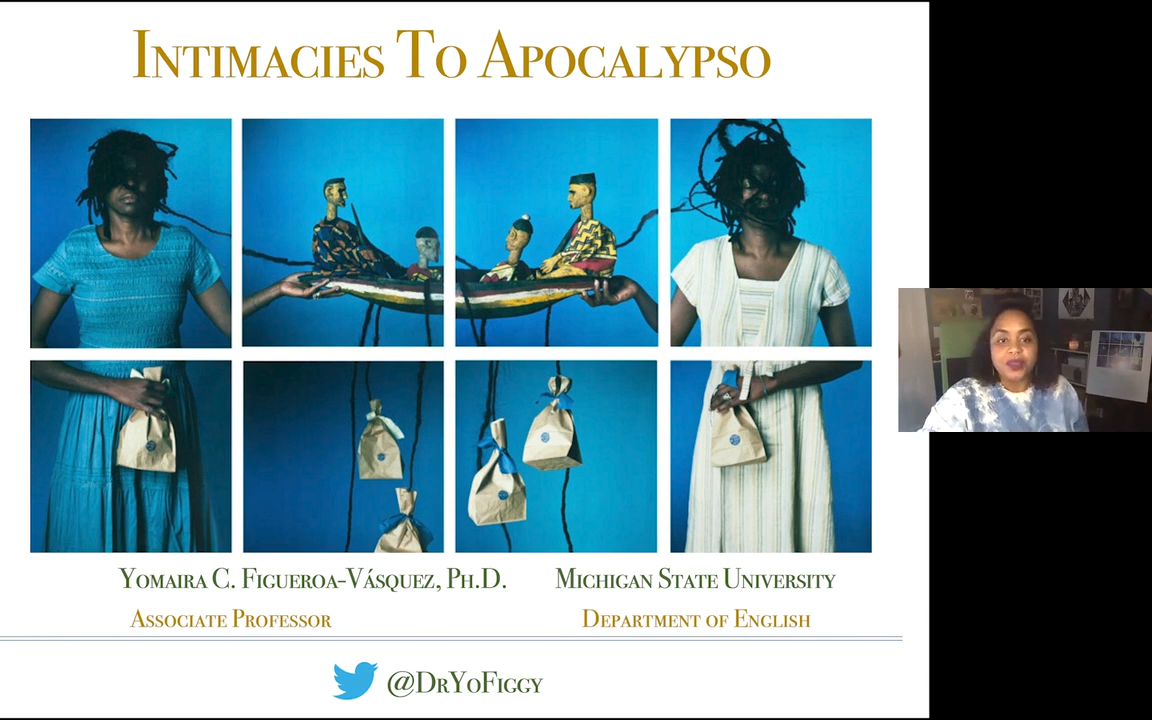 Intimacies To Apocalypso
Yomaira C. Figueroa-Vásquez, Ph.D.
Michigan State University
Associate Professor
Department of English
@DrYoFiggy